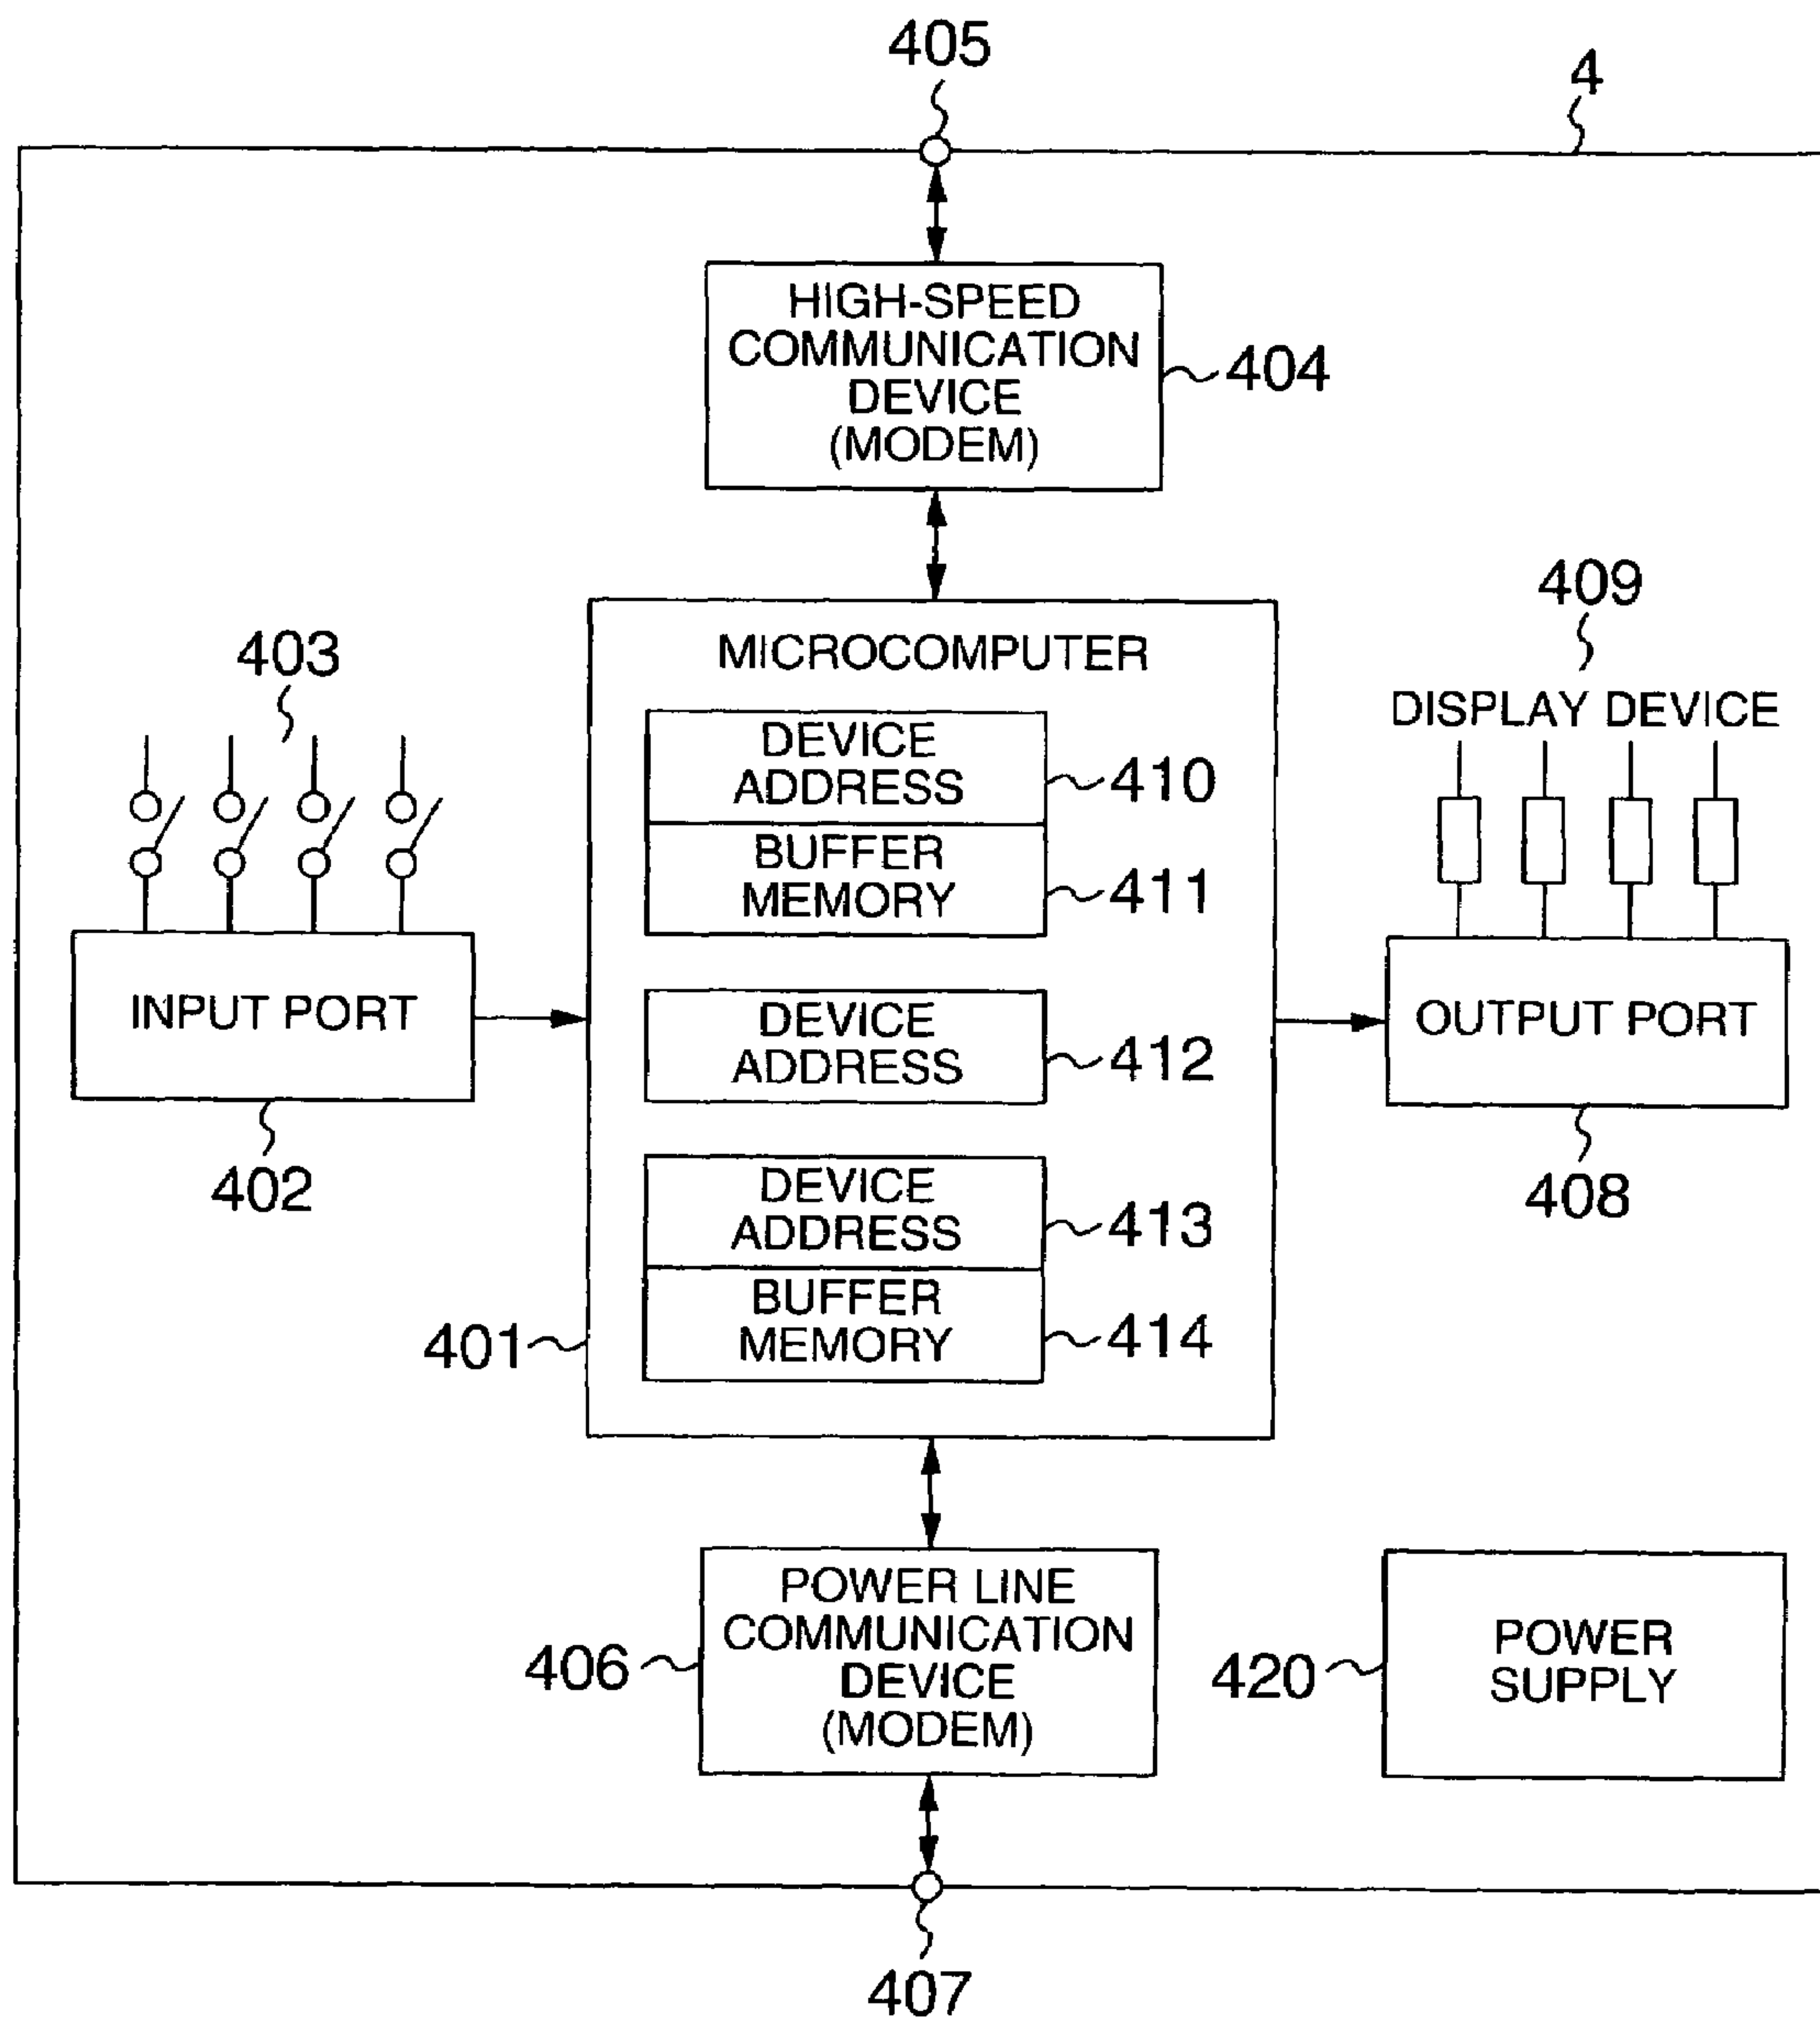 405
4
HIGH-SPEED
COMMUNICATION
DEVICE
(MODEM)
404
403
MICROCOMPUTER
409
DISPLAY DEVICE
DEVICE
ADDRESS
410
BUFFER
MEMORY
411
INPUT PORT
402
DEVICE
ADDRESS
412
OUTPUT PORT
408
DEVICE
ADDRESS
413
BUFFER
MEMORY
414
401
POWER LINE
COMMUNICATION
DEVICE
(MODEM)
406
POWER
SUPPLY
420
407